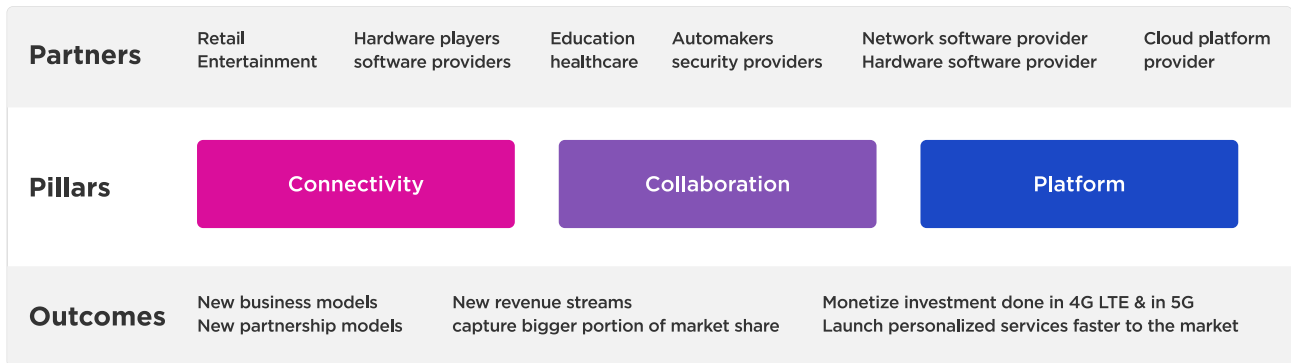 Partners
Retail
Entertainment
Hardware players
software providers
Education
healthcare
Automakers
security providers
Network software provider
Hardware software provider
Cloud platform
provider
Pillars
Connectivity
Collaboration
Platform
Outcomes
New business models
New partnership models
New revenue streams
capture bigger portion of market share
Monetize investment done in 4G LTE & in 5G
Launch personalized services faster to the market